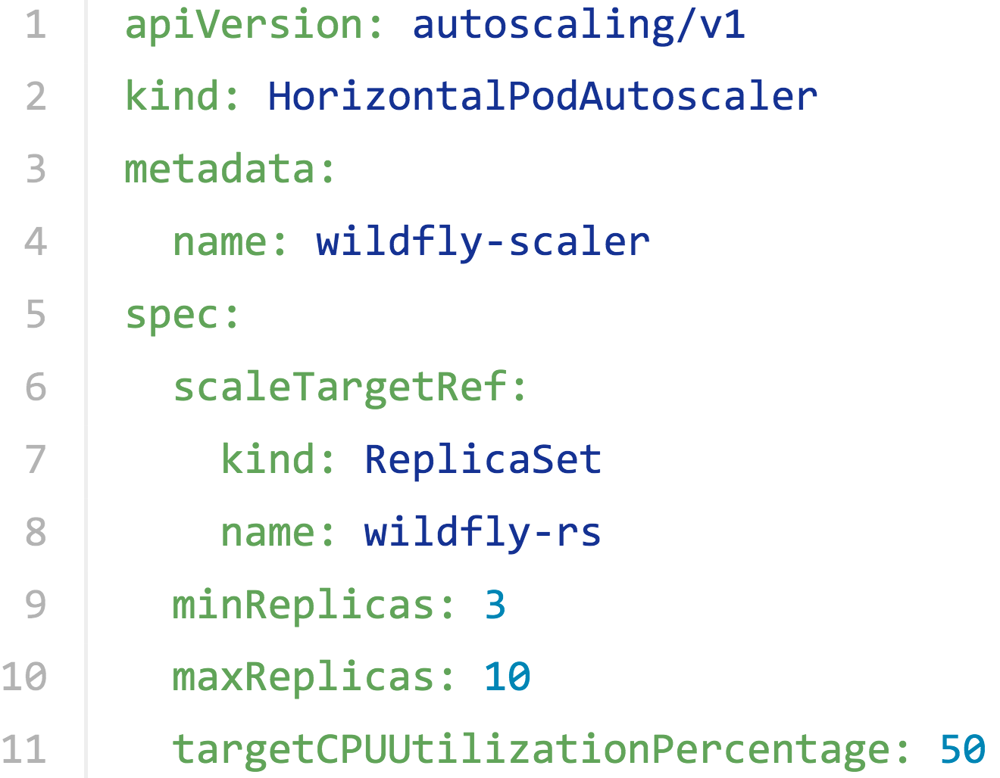 1 apiVersion: autoscaling/v1
2 kind: HorizontalPodAutoscaler
3 metadata:
4   name: wildfly-scaler
5 spec:
6   scaleTargetRef:
7     kind: ReplicaSet
8     name: wildfly-rs
9   minReplicas: 3
10   maxReplicas: 10
11   targetCPUUtilizationPercentage: 50